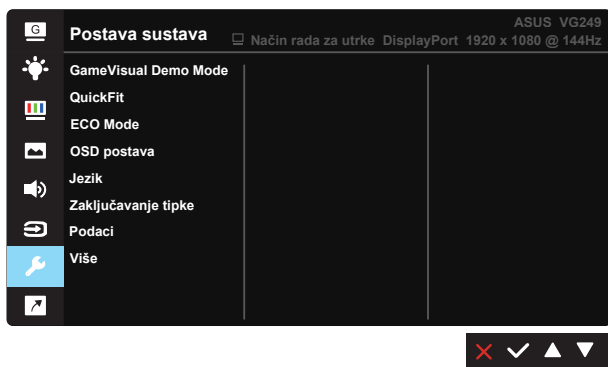 G
Postava sustava
ASUS VG249
Način rada za utrke DisplayPort 1920 x 1080 @ 144Hz
GameVisual Demo Mode
QuickFit
ECO Mode
OSD postava
Jezik
Zaključavanje tipke
Podaci
Više